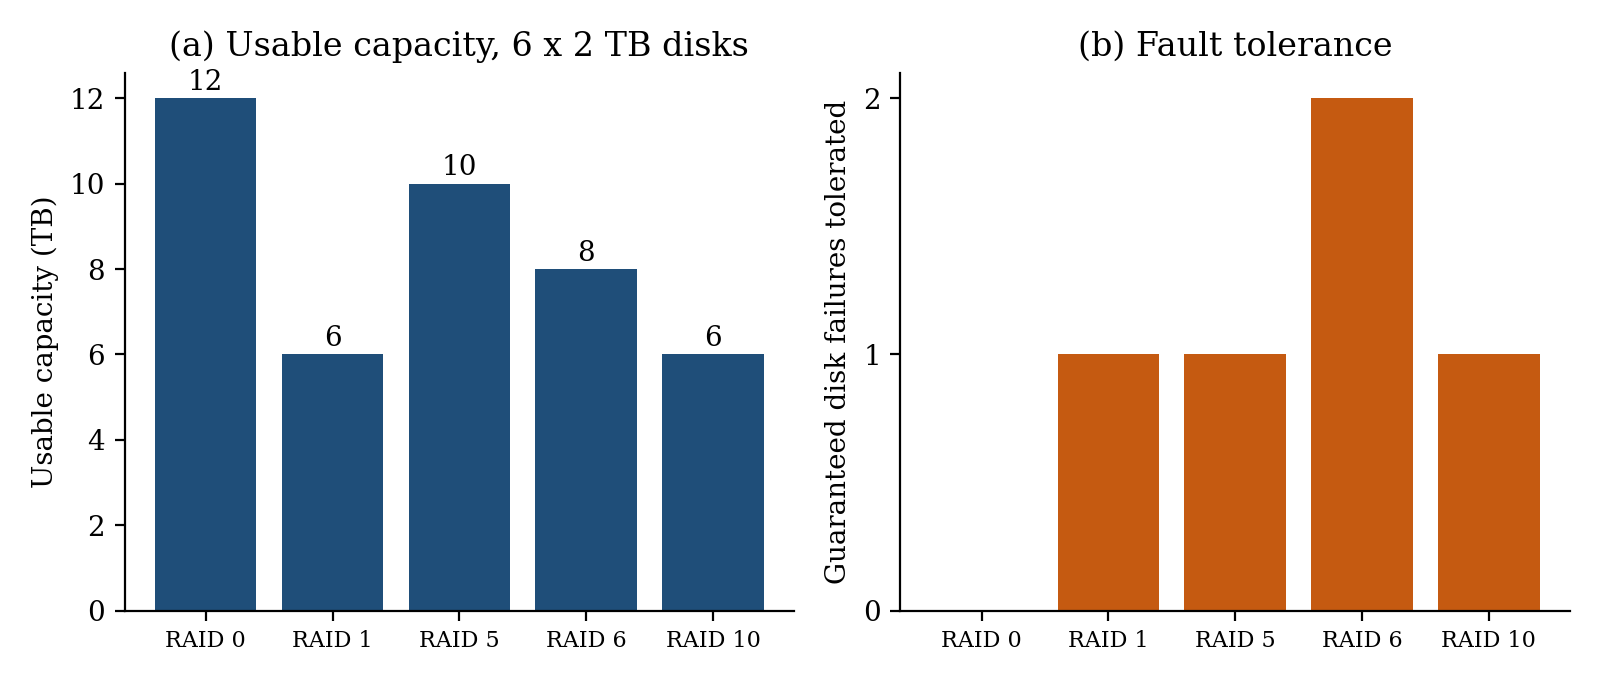 (a) Usable capacity, 6 x 2 TB disks
Usable capacity (TB)
12
10
8
6
4
2
0
12
6
10
8
6
RAID 0
RAID 1
RAID 5
RAID 6
RAID 10
(b) Fault tolerance
Guaranteed disk failures tolerated
2
1
0
RAID 0
RAID 1
RAID 5
RAID 6
RAID 10